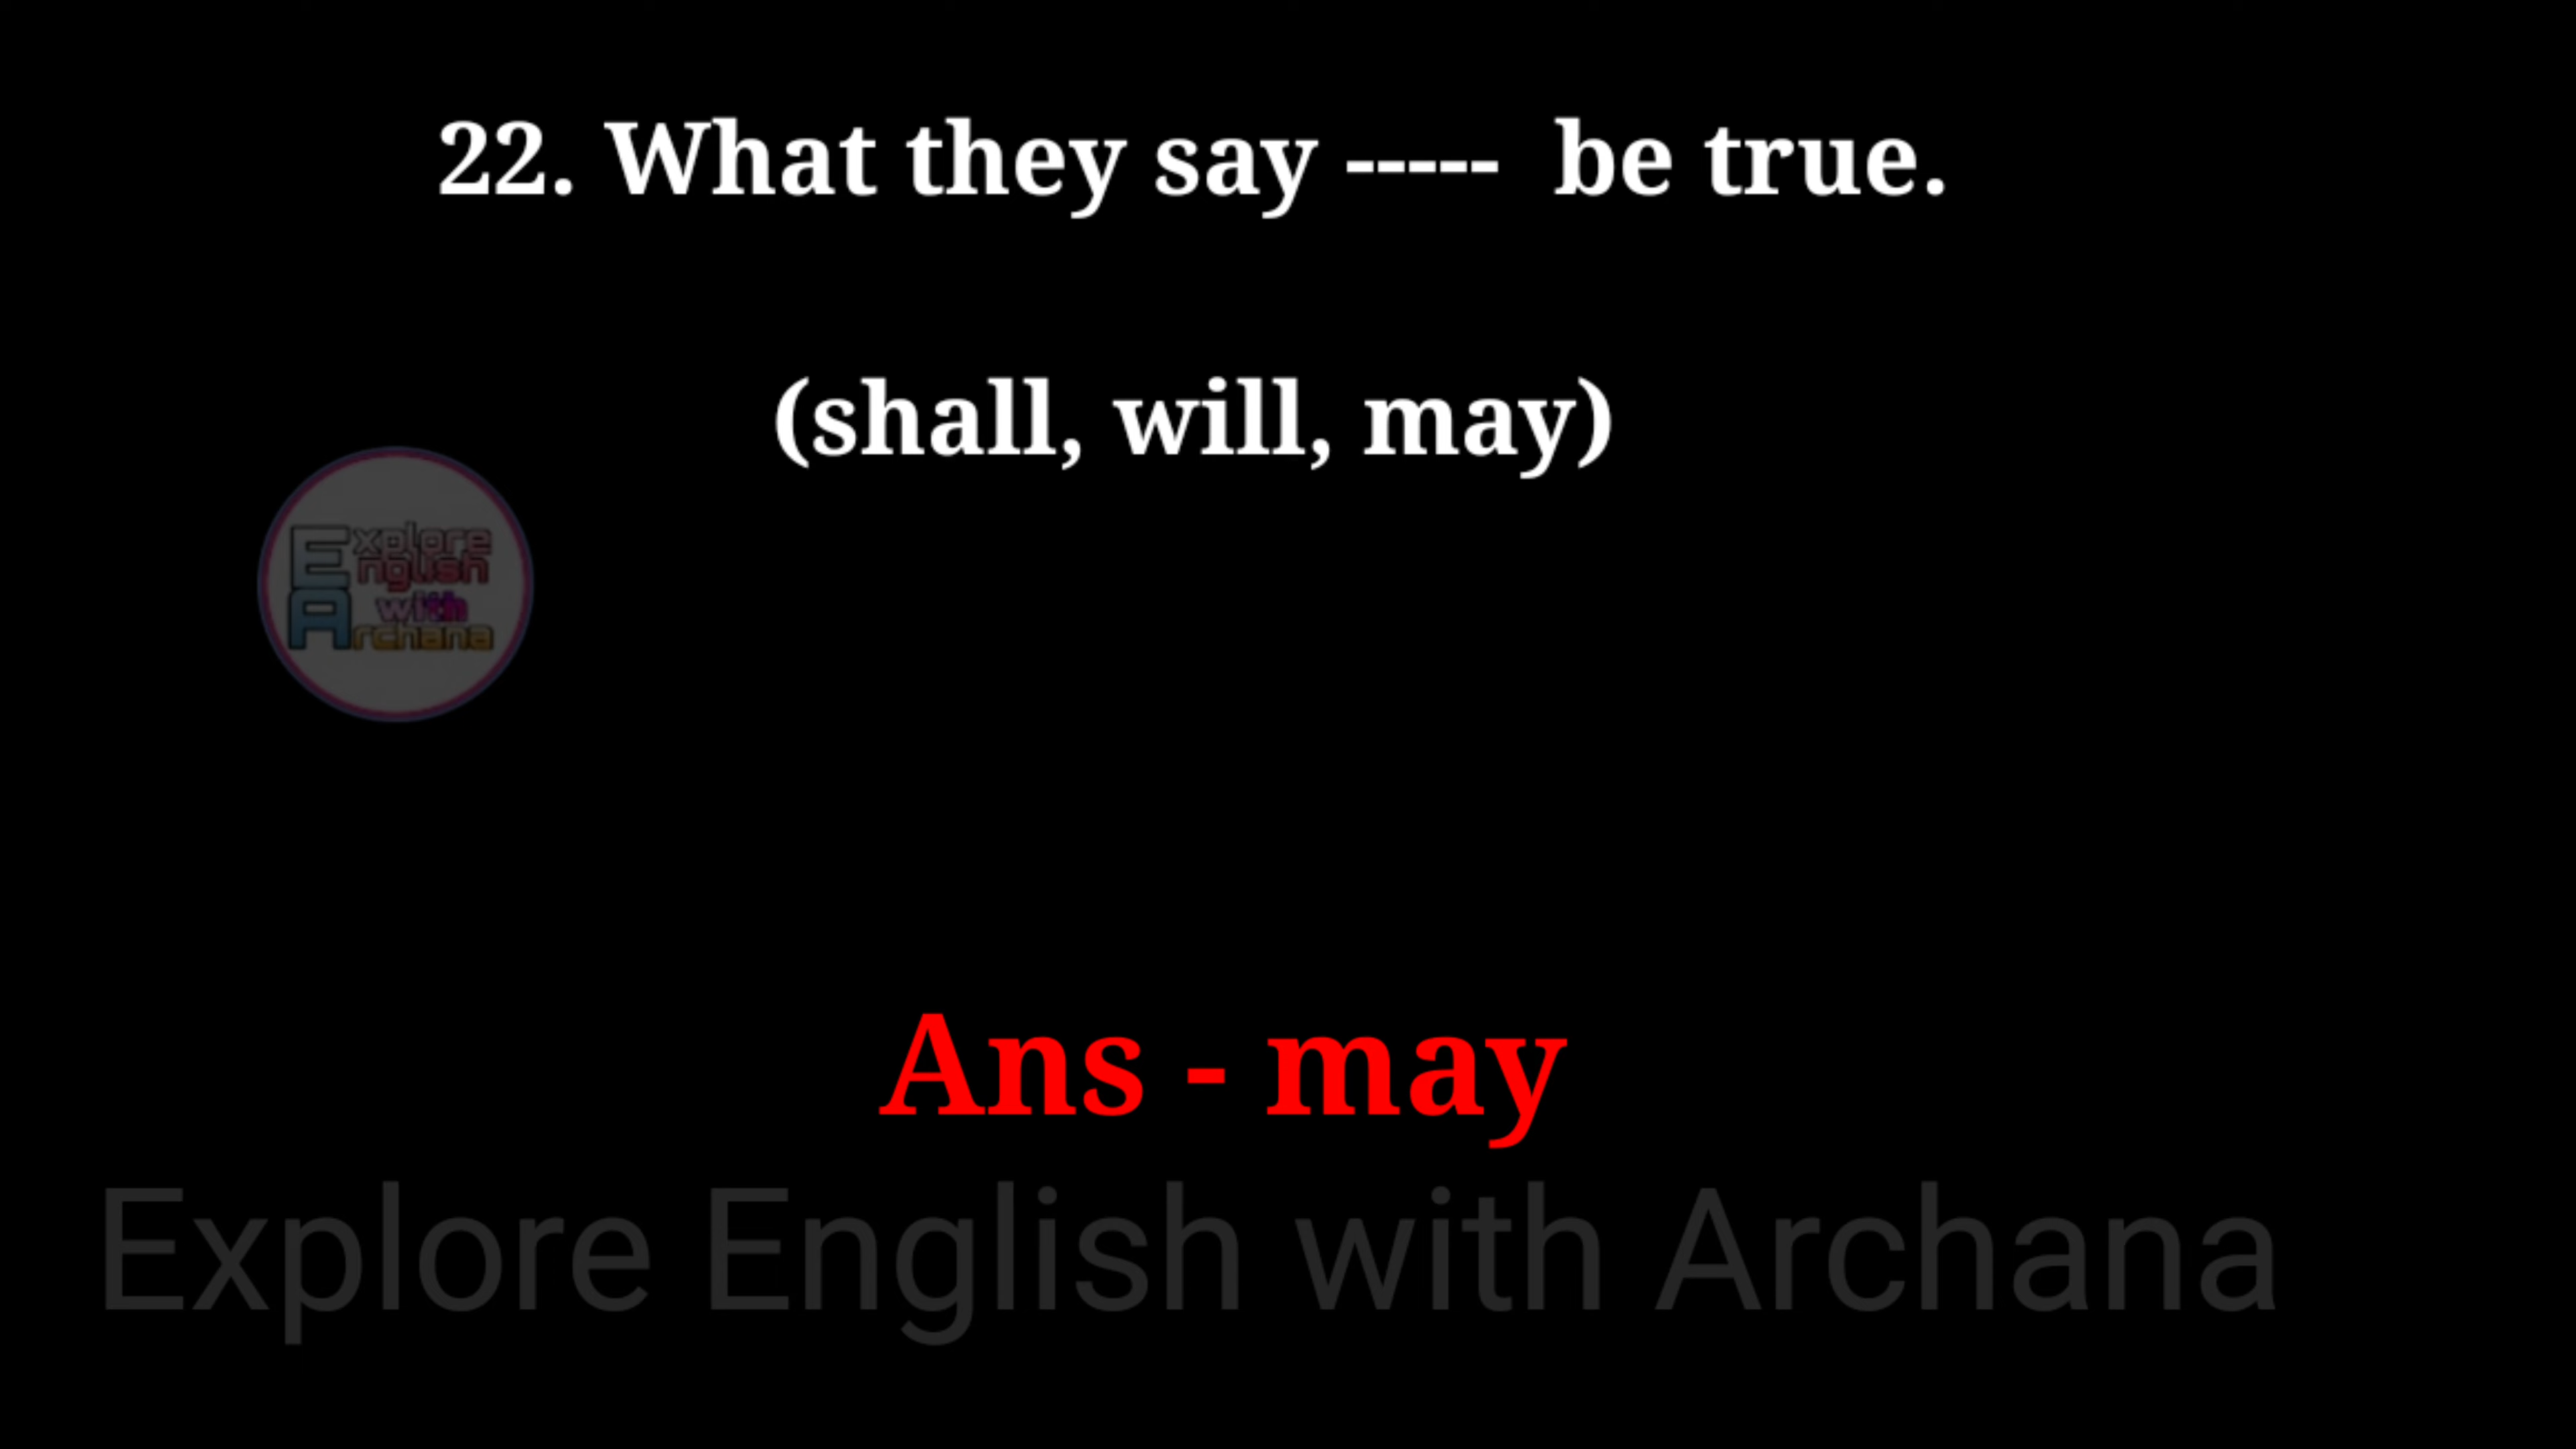 22. What they say ----- be true.
(shall, will, may)
Explore
English
with
Archana
Ans - may
Explore English with Archana